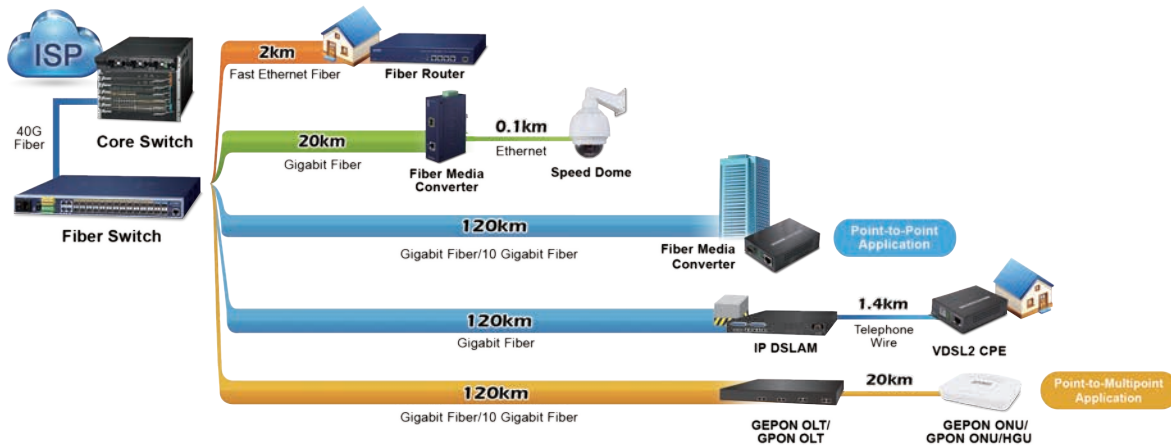 ISP
40G
Fiber
Core Switch
Fiber Switch
2km
Fast Ethernet Fiber
Fiber Router
20km
Gigabit Fiber
Fiber Media
Converter
0.1km
Ethernet
Speed Dome
120km
Gigabit Fiber/10 Gigabit Fiber
Fiber Media
Converter
Point-to-Point
Application
120km
Gigabit Fiber
IP DSLAM
1.4km
Telephone
Wire
VDSL2 CPE
120km
Gigabit Fiber/10 Gigabit Fiber
GEPON OLT/
GPON OLT
20km
GEPON ONU/
GPON ONU/HGU
Point-to-Multipoint
Application